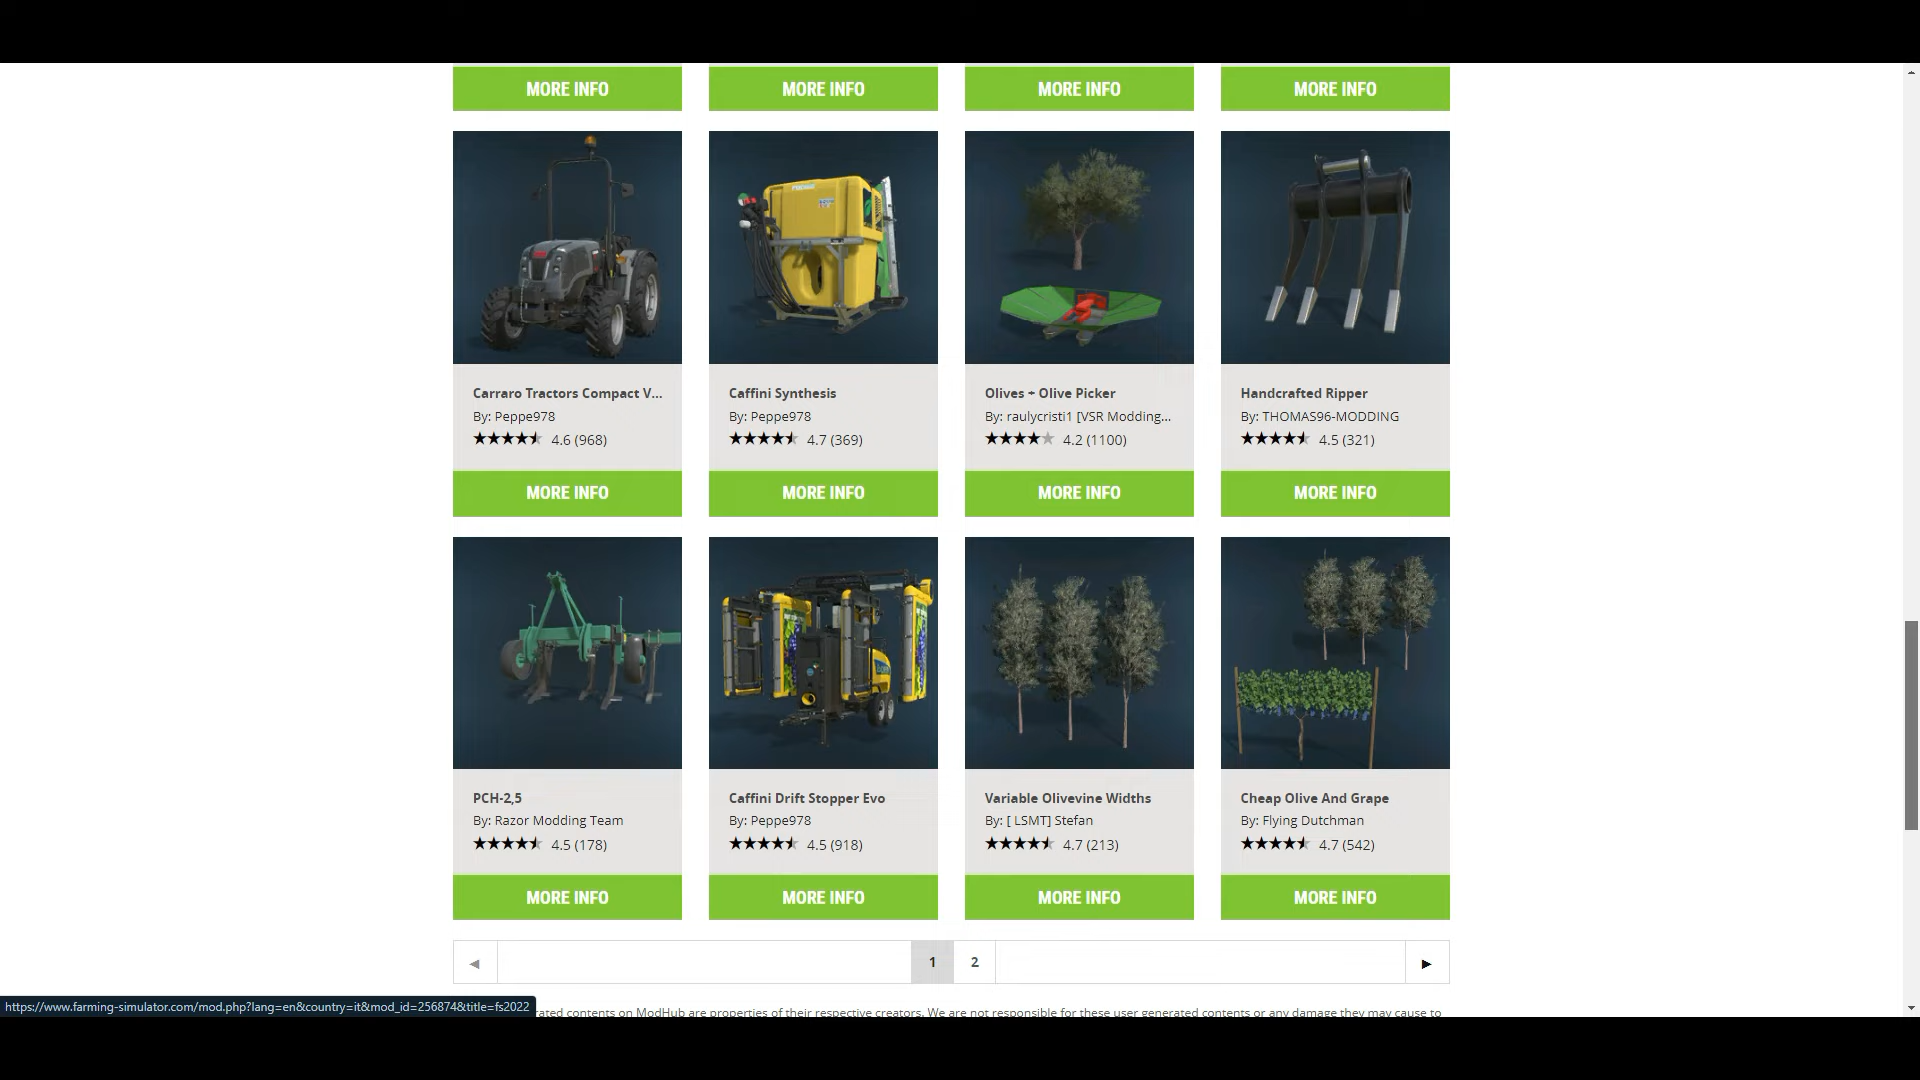 MORE INFO
MORE INFO
MORE INFO
MORE INFO
Carraro Tractors Compact V...
By: Peppe978
4.6 (968)
MORE INFO
Caffini Synthesis
By: Peppe978
4.7 (369)
MORE INFO
Olives + Olive Picker
By: raulycristi1 [VSR Modding...
4.2 (1100)
MORE INFO
Handcrafted Ripper
By: THOMAS96-MODDING
4.5 (321)
MORE INFO
PCH-2,5
By: Razor Modding Team
4.5 (178)
MORE INFO
Caffini Drift Stopper Evo
By: Peppe978
4.5 (918)
MORE INFO
Variable Olivevine Widths
By: [ LSMT] Stefan
4.7 (213)
MORE INFO
Cheap Olive And Grape
By: Flying Dutchman
4.7 (542)
MORE INFO
1
2
https://www.farming-simulator.com/mod.php?lang=en&country=it&mod_id=256874&title=fs2022
rated contents on ModHub are properties of their respective creators. We are not responsible for these user generated contents or any damage they may cause to